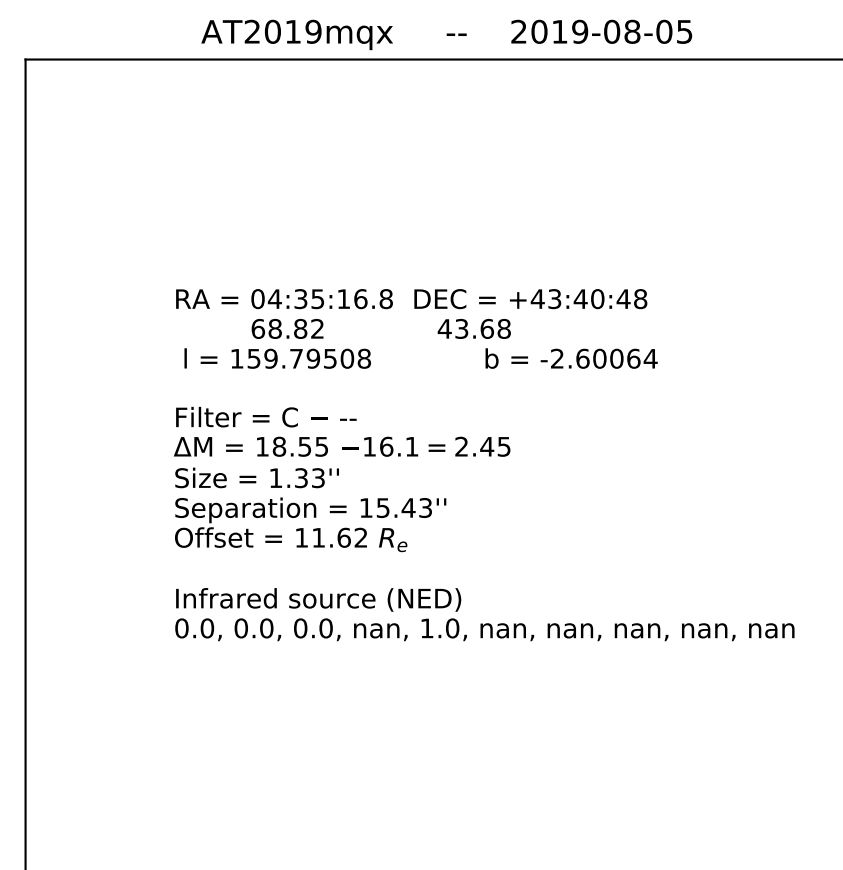 AT2019mqx -- 2019-08-05
RA = 04:35:16.8 DEC = +43:40:48
68.82 43.68
l = 159.79508 b = -2.60064
Filter = C − --
ΔM = 18.55 −16.1 = 2.45
Size = 1.33''
Separation = 15.43''
Offset = 11.62 Rₑ
Infrared source (NED)
0.0, 0.0, 0.0, nan, 1.0, nan, nan, nan, nan, nan